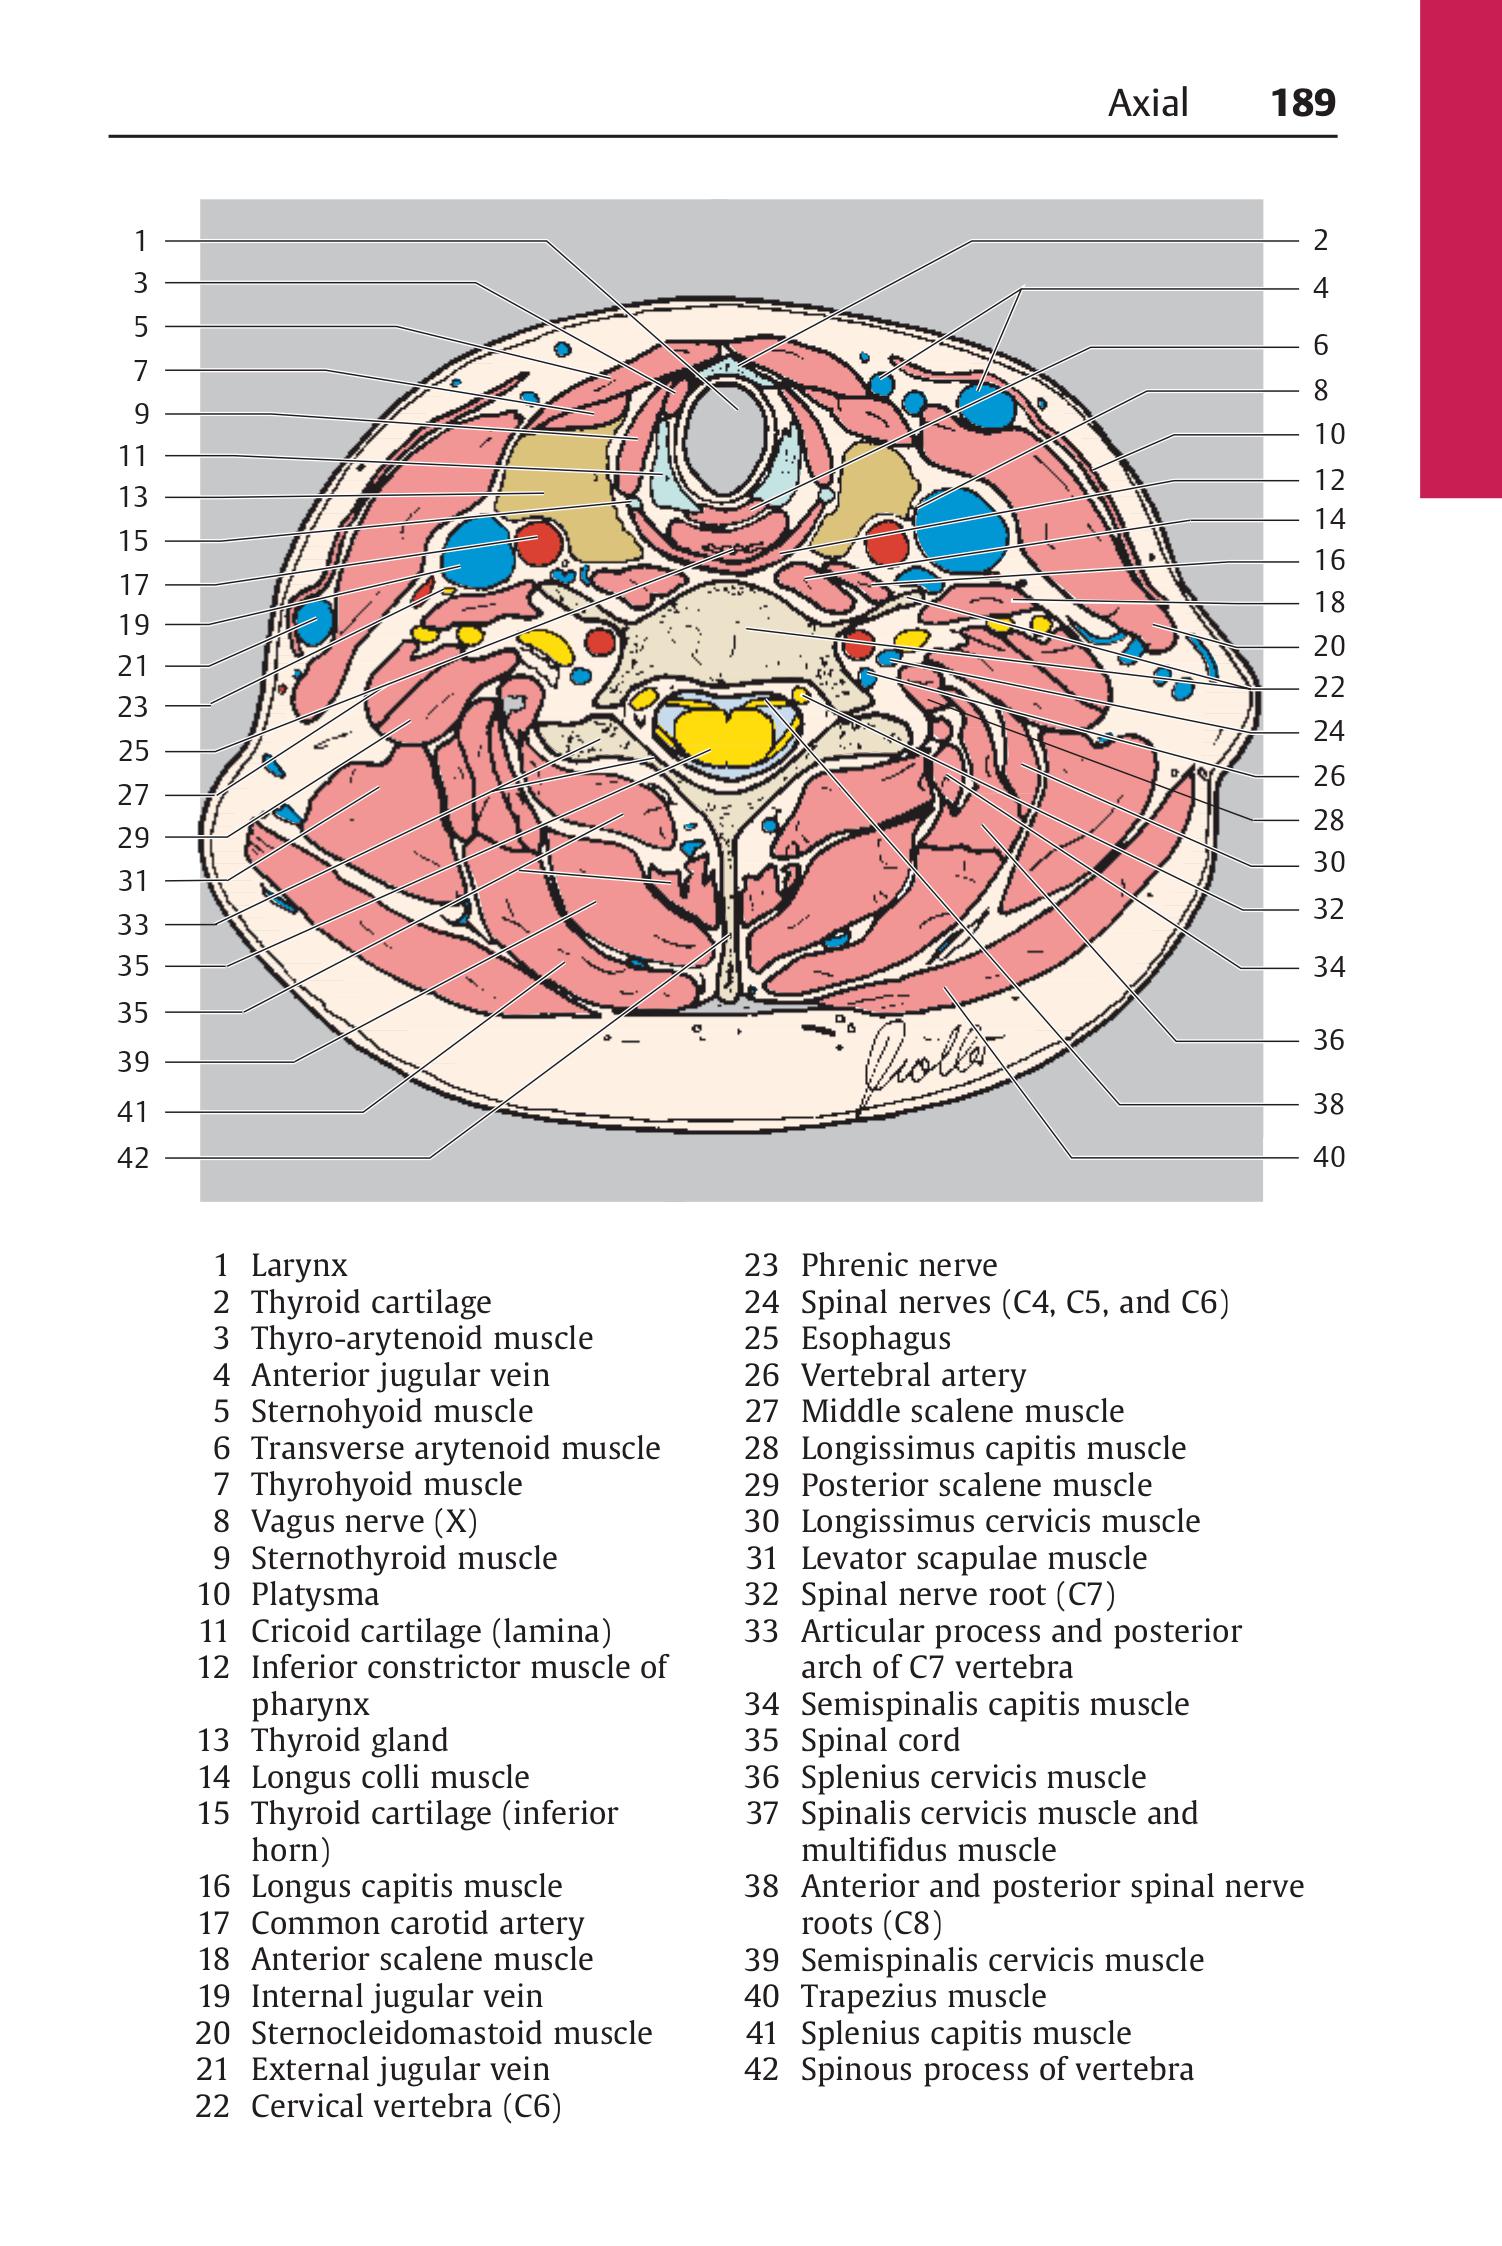 Axial 189
1
3
5
7
9
11
13
15
17
19
21
23
25
27
29
31
33
35
35
39
41
42
2
4
6
8
10
12
14
16
18
20
22
24
26
28
30
32
34
36
38
40
1 Larynx
2 Thyroid cartilage
3 Thyro-arytenoid muscle
4 Anterior jugular vein
5 Sternohyoid muscle
6 Transverse arytenoid muscle
7 Thyrohyoid muscle
8 Vagus nerve (X)
9 Sternothyroid muscle
10 Platysma
11 Cricoid cartilage (lamina)
12 Inferior constrictor muscle of
pharynx
13 Thyroid gland
14 Longus colli muscle
15 Thyroid cartilage (inferior
horn)
16 Longus capitis muscle
17 Common carotid artery
18 Anterior scalene muscle
19 Internal jugular vein
20 Sternocleidomastoid muscle
21 External jugular vein
22 Cervical vertebra (C6)
23 Phrenic nerve
24 Spinal nerves (C4, C5, and C6)
25 Esophagus
26 Vertebral artery
27 Middle scalene muscle
28 Longissimus capitis muscle
29 Posterior scalene muscle
30 Longissimus cervicis muscle
31 Levator scapulae muscle
32 Spinal nerve root (C7)
33 Articular process and posterior
arch of C7 vertebra
34 Semispinalis capitis muscle
35 Spinal cord
36 Splenius cervicis muscle
37 Spinalis cervicis muscle and
multifidus muscle
38 Anterior and posterior spinal nerve
roots (C8)
39 Semispinalis cervicis muscle
40 Trapezius muscle
41 Splenius capitis muscle
42 Spinous process of vertebra